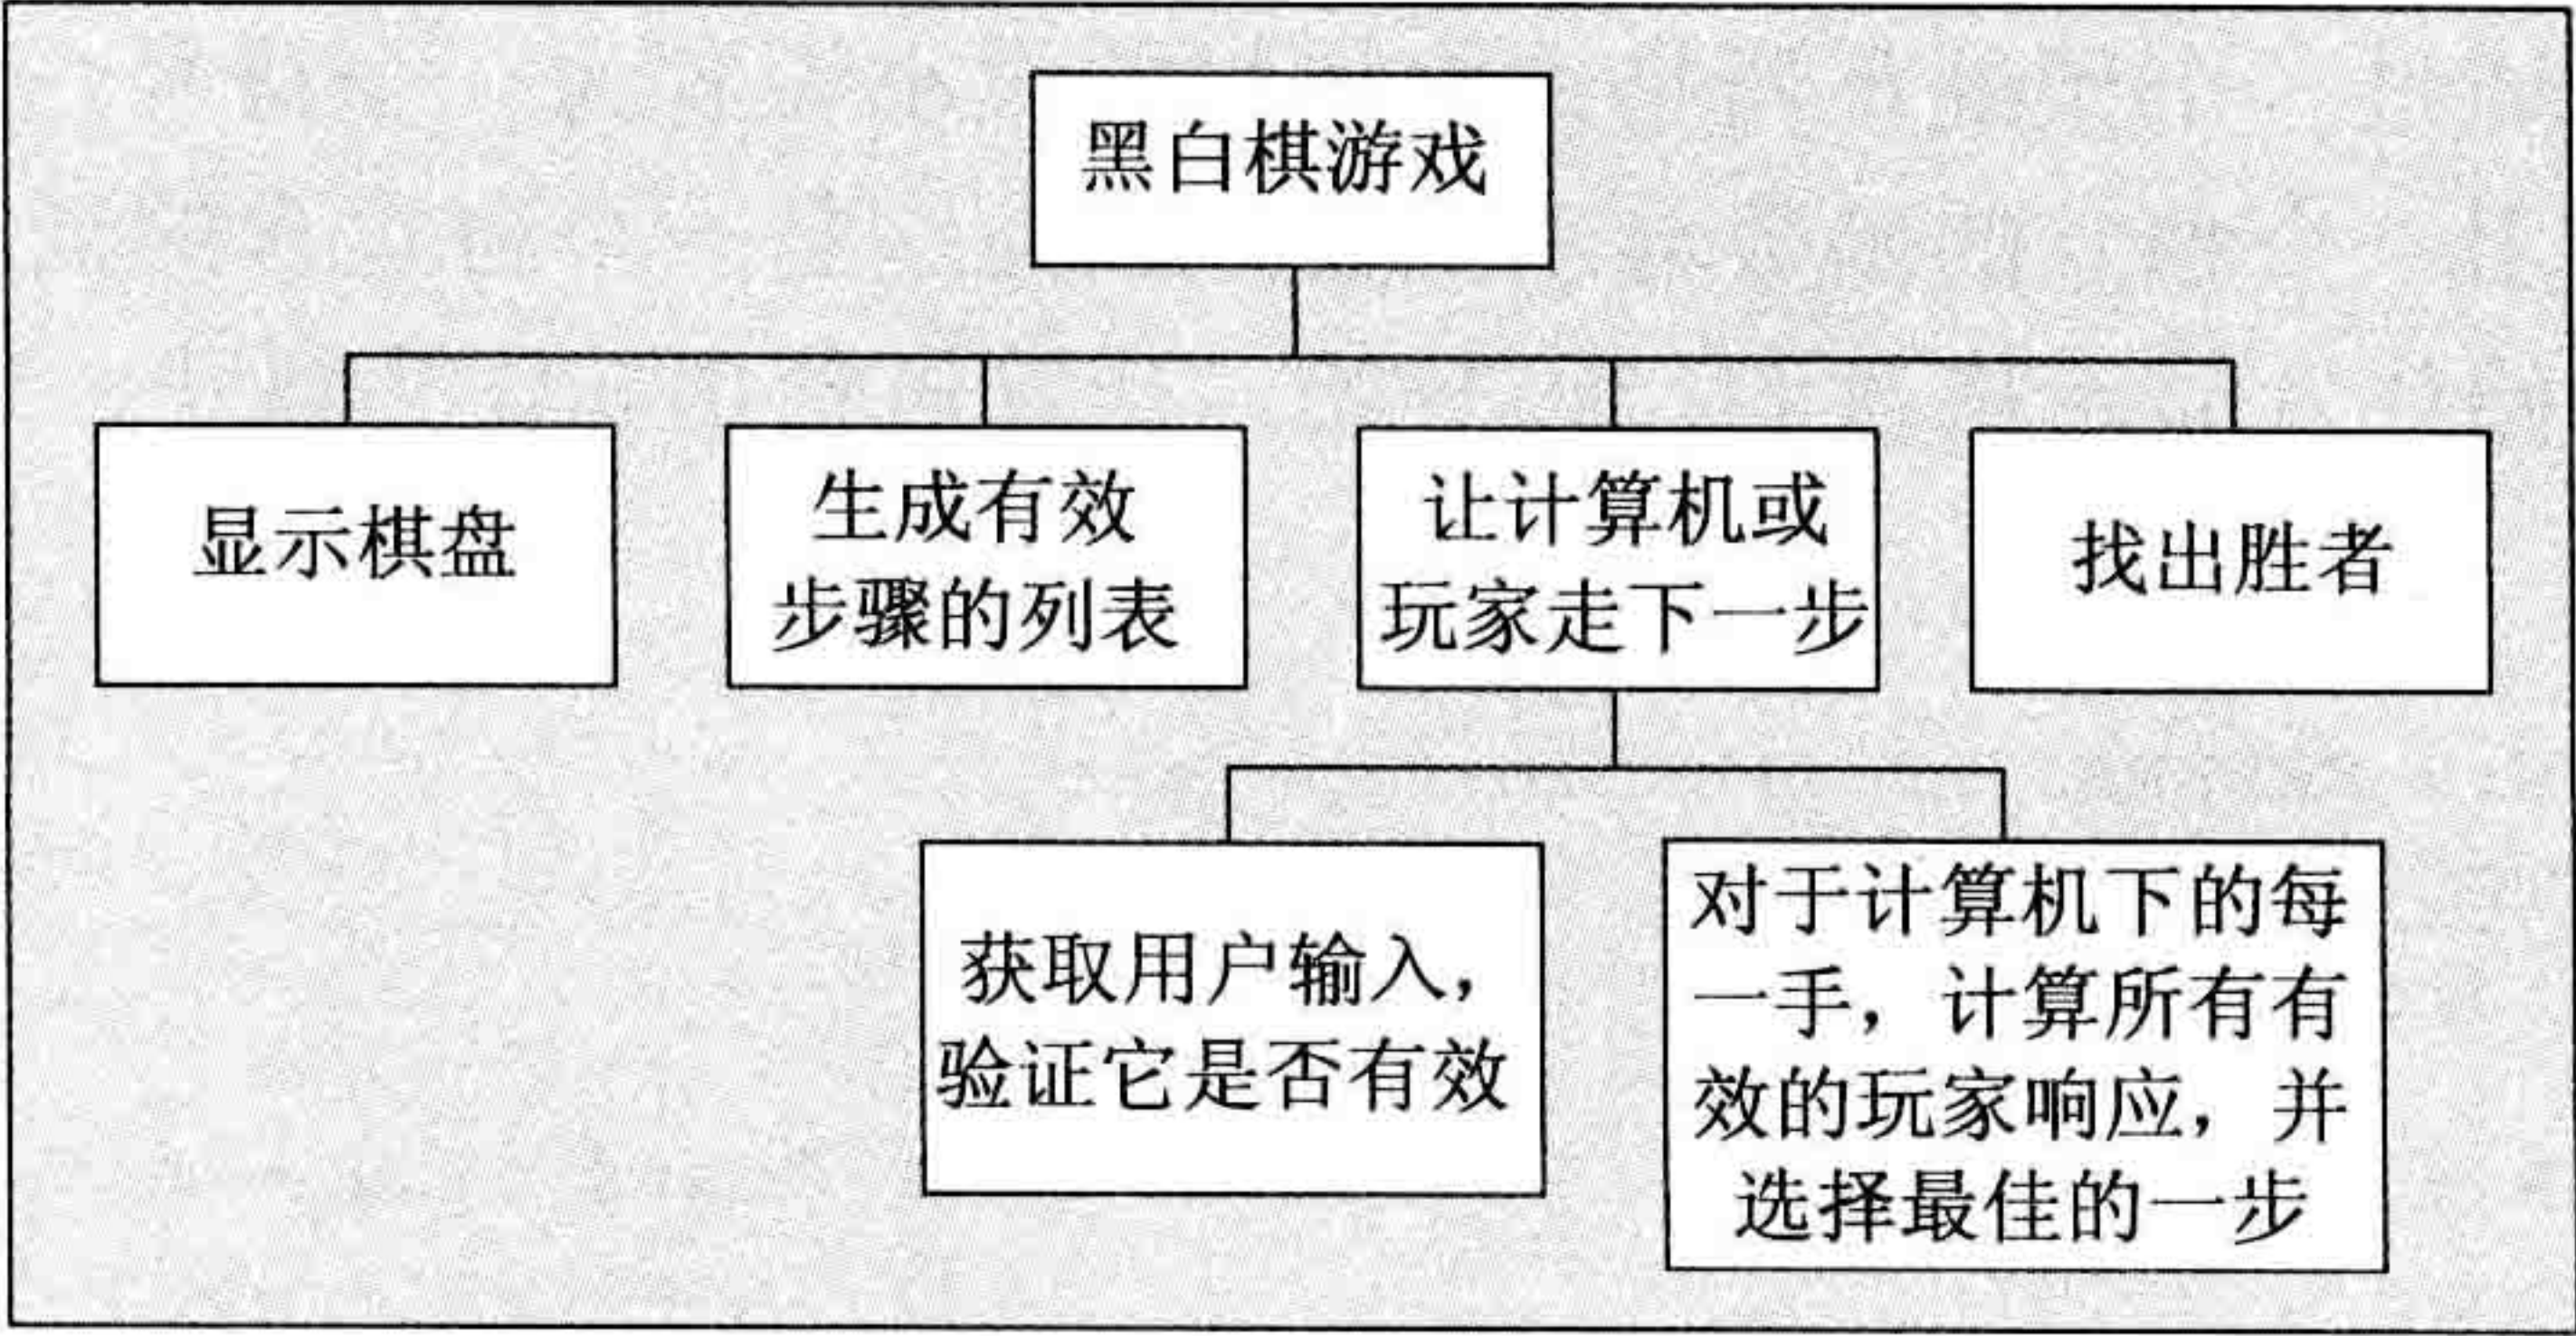 黑白棋游戏
显示棋盘
生成有效
步骤的列表
让计算机或
玩家走下一步
找出胜者
获取用户输入，
验证它是否有效
对于计算机下的每
一手，计算所有有
效的玩家响应，并
选择最佳的一步